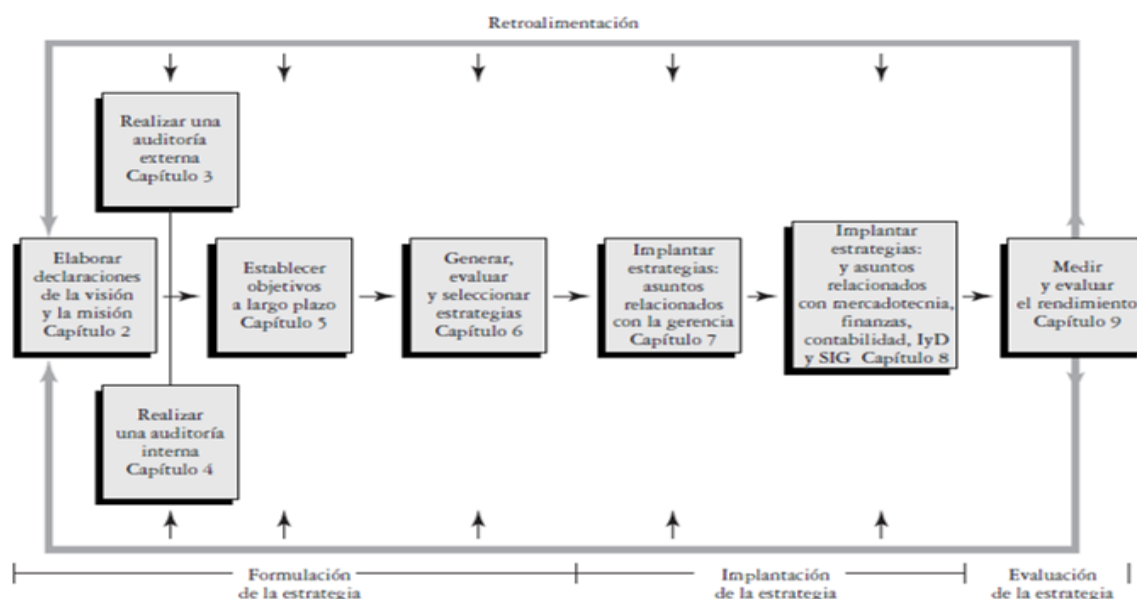 Retroalimentación
Realizar una
auditoría
externa
Capítulo 3
Elaborar
declaraciones
de la visión
y la misión
Capítulo 2
Establecer
objetivos
a largo plazo
Capítulo 5
Generar,
evaluar
y seleccionar
estrategias
Capítulo 6
Implantar
estrategias:
asuntos
relacionados
con la gerencia
Capítulo 7
Implantar
estrategias:
y asuntos
relacionados
con mercadotecnia,
finanzas,
contabilidad, IyD
y SIG Capítulo 8
Medir
y evaluar
el rendimiento
Capítulo 9
Realizar
una auditoría
interna
Capítulo 4
Formulación
de la estrategia
Implantación
de la estrategia
Evaluación
de la estrategia